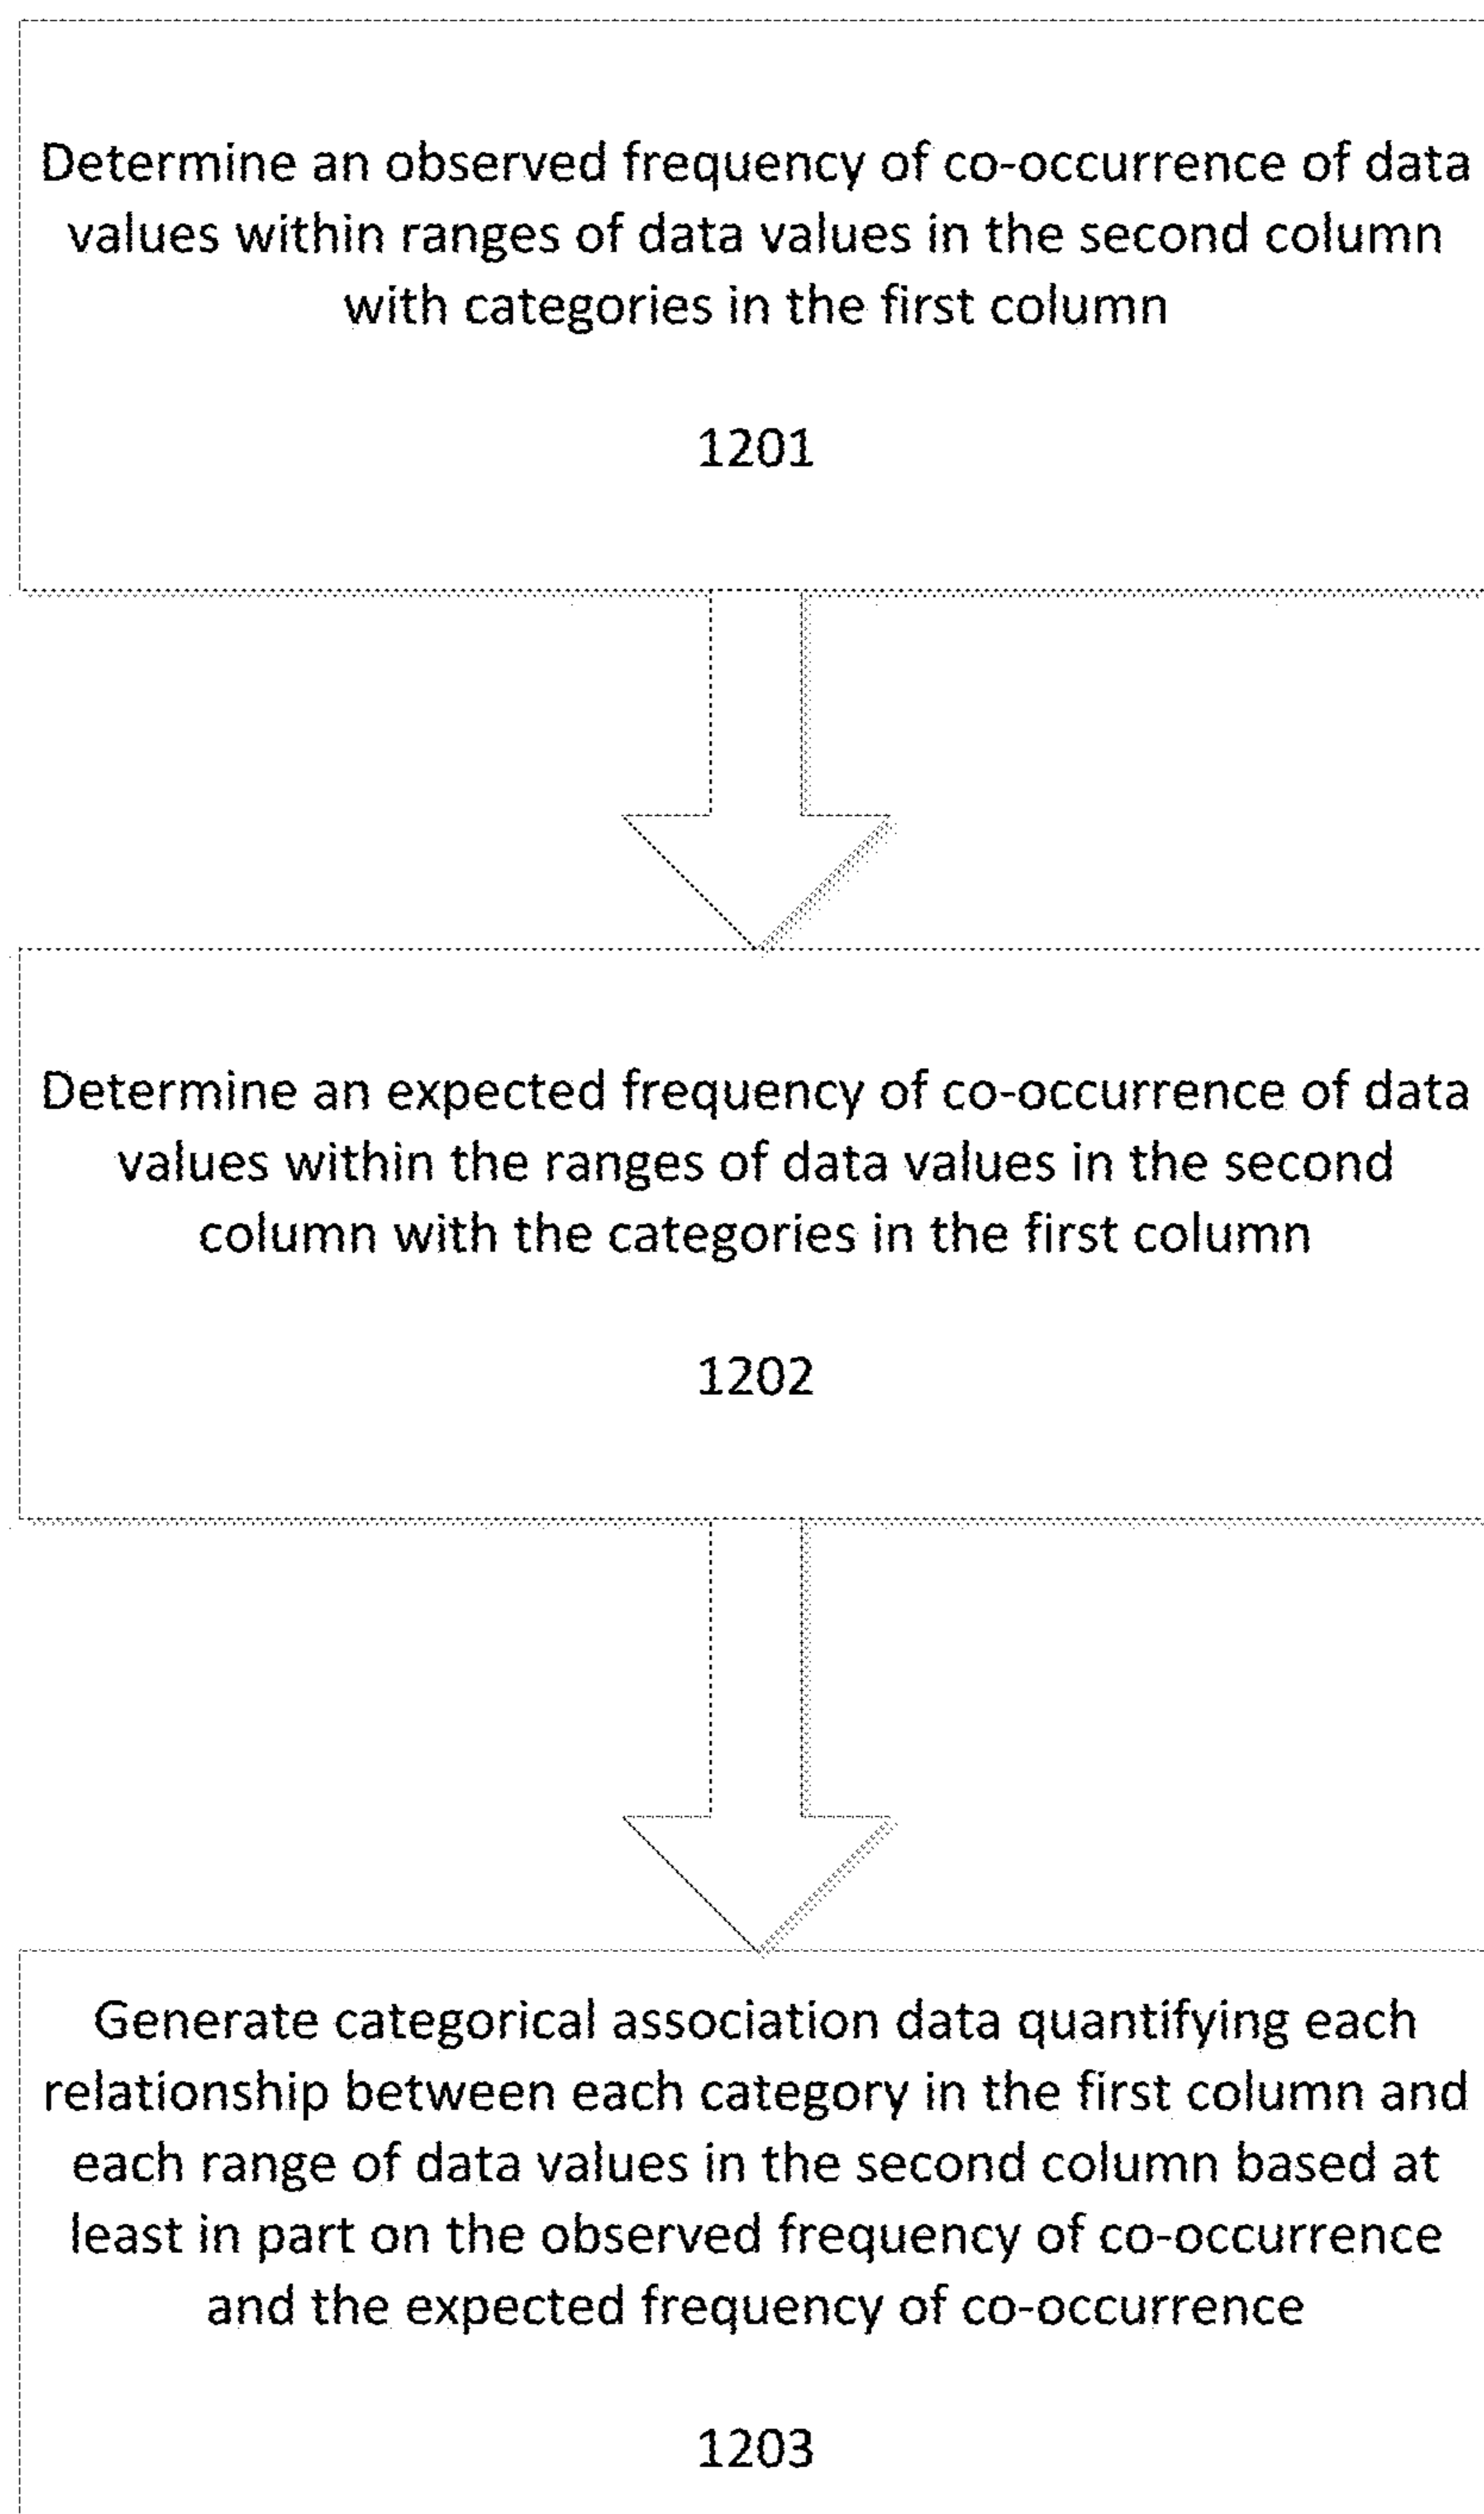 Determine an observed frequency of co-occurrence of data
values within ranges of data values in the second column
with categories in the first column
1201
Determine an expected frequency of co-occurrence of data
values within the ranges of data values in the second
column with the categories in the first column
1202
Generate categorical association data quantifying each
relationship between each category in the first column and
each range of data values in the second column based at
least in part on the observed frequency of co-occurrence
and the expected frequency of co-occurrence
1203